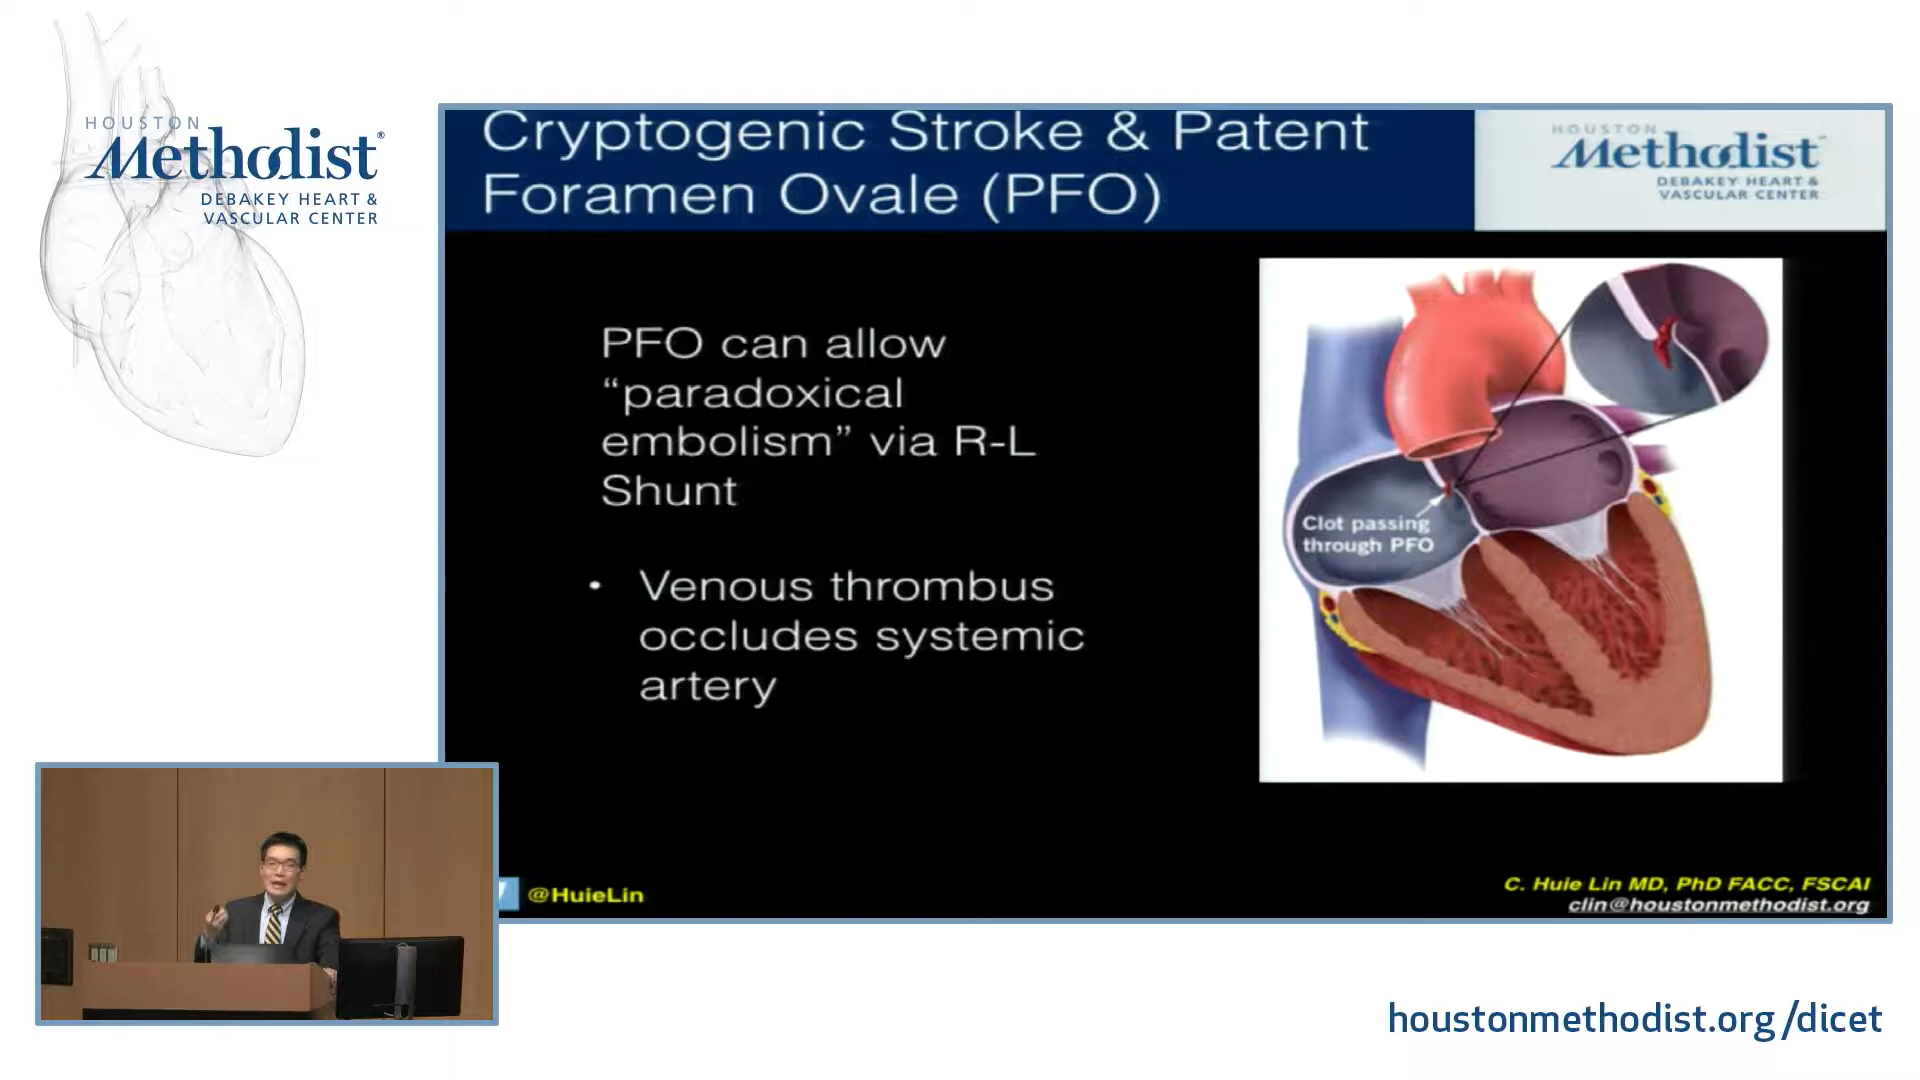 HOUSTON
Methodist®
DEBAKEY HEART &
VASCULAR CENTER
Cryptogenic Stroke & Patent
Foramen Ovale (PFO)
HOUSTON
Methodist
DEBAKEY HEART &
VASCULAR CENTER
PFO can allow
“paradoxical
embolism” via R-L
Shunt
• Venous thrombus
occludes systemic
artery
Clot passing
through PFO
@HuieLin
C. Huie Lin MD, PhD FACC, FSCAI
clin@houstonmethodist.org
houstonmethodist.org/dicet